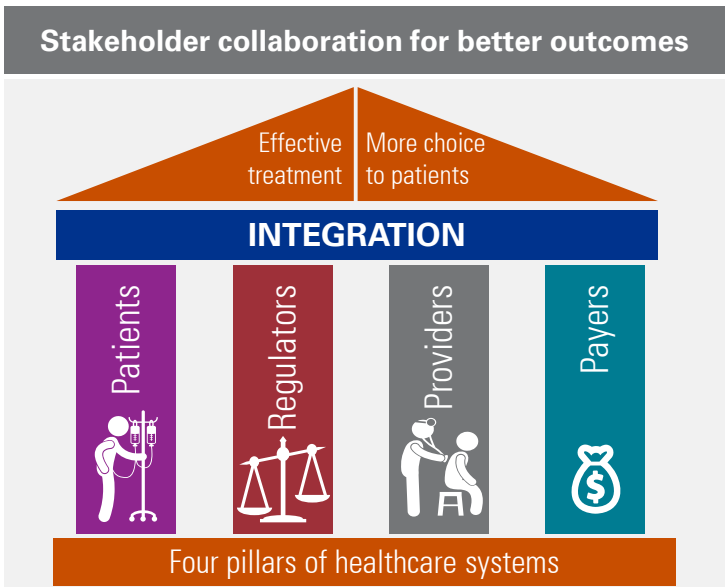 Stakeholder collaboration for better outcomes
Effective
treatment
More choice
to patients
INTEGRATION
Patients
Regulators
Providers
Payers
$
Four pillars of healthcare systems